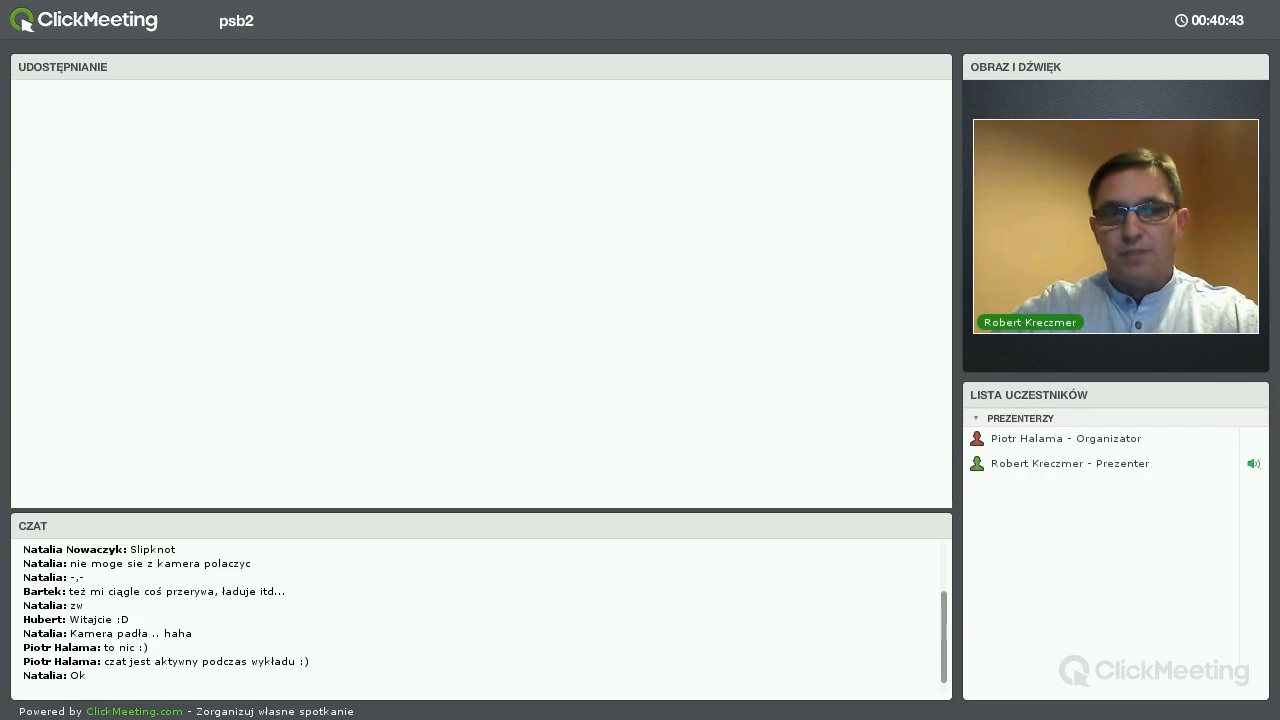 ClickMeeting
psb2
00:40:43
UDOSTĘPNIANIE
OBRAZ I DŹWIĘK
Robert Kreczmer
LISTA UCZESTNIKÓW
PREZENTERZY
Piotr Halama - Organizator
Robert Kreczmer - Prezenter
CZAT
Natalia Nowaczyk: Slipknot
Natalia: nie moge sie z kamera polaczyc
Natalia: -,-
Bartek: też mi ciągle coś przerywa, ładuje itd...
Natalia: zw
Hubert: Witajcie :D
Natalia: Kamera padła .. haha
Piotr Halama: to nic :)
Piotr Halama: czat jest aktywny podczas wykładu :)
Natalia: Ok
ClickMeeting
Powered by ClickMeeting.com - Zorganizuj własne spotkanie